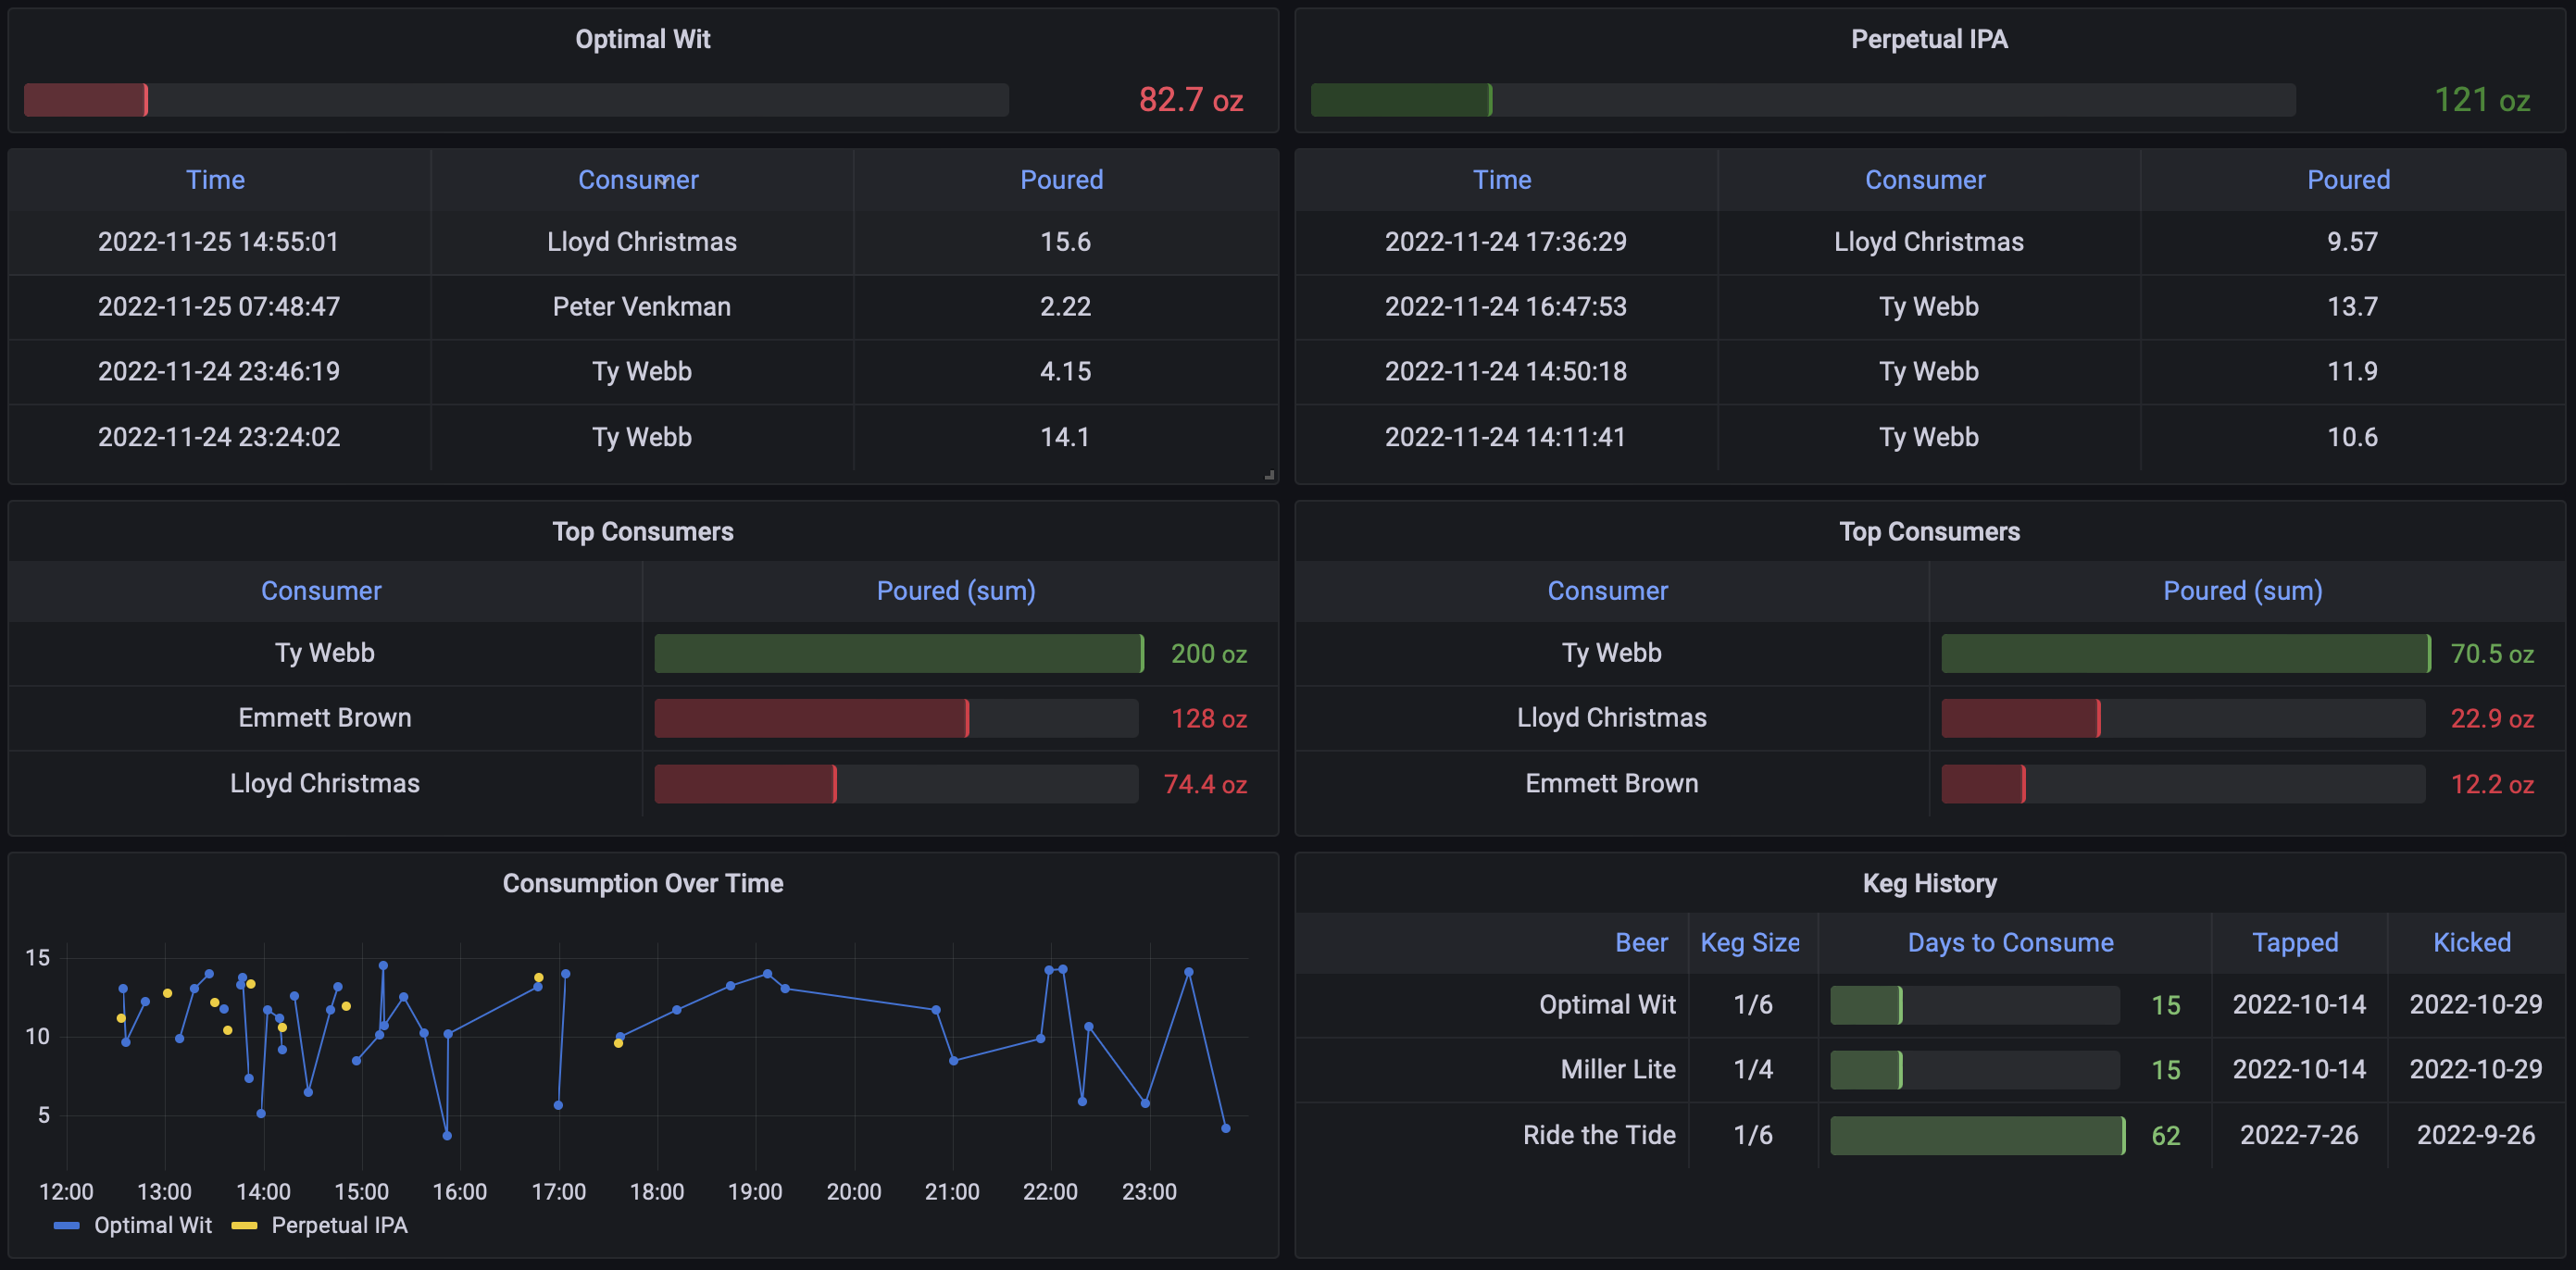 Optimal Wit
82.7 oz
Perpetual IPA
121 oz
Time Consumer Poured
2022-11-25 14:55:01 Lloyd Christmas 15.6
2022-11-25 07:48:47 Peter Venkman 2.22
2022-11-24 23:46:19 Ty Webb 4.15
2022-11-24 23:24:02 Ty Webb 14.1
Time Consumer Poured
2022-11-24 17:36:29 Lloyd Christmas 9.57
2022-11-24 16:47:53 Ty Webb 13.7
2022-11-24 14:50:18 Ty Webb 11.9
2022-11-24 14:11:41 Ty Webb 10.6
Top Consumers
Consumer Poured (sum)
Ty Webb 200 oz
Emmett Brown 128 oz
Lloyd Christmas 74.4 oz
Top Consumers
Consumer Poured (sum)
Ty Webb 70.5 oz
Lloyd Christmas 22.9 oz
Emmett Brown 12.2 oz
Consumption Over Time
15
10
5
12:00 13:00 14:00 15:00 16:00 17:00 18:00 19:00 20:00 21:00 22:00 23:00
Optimal Wit Perpetual IPA
Keg History
Beer Keg Size Days to Consume Tapped Kicked
Optimal Wit 1/6 15 2022-10-14 2022-10-29
Miller Lite 1/4 15 2022-10-14 2022-10-29
Ride the Tide 1/6 62 2022-7-26 2022-9-26